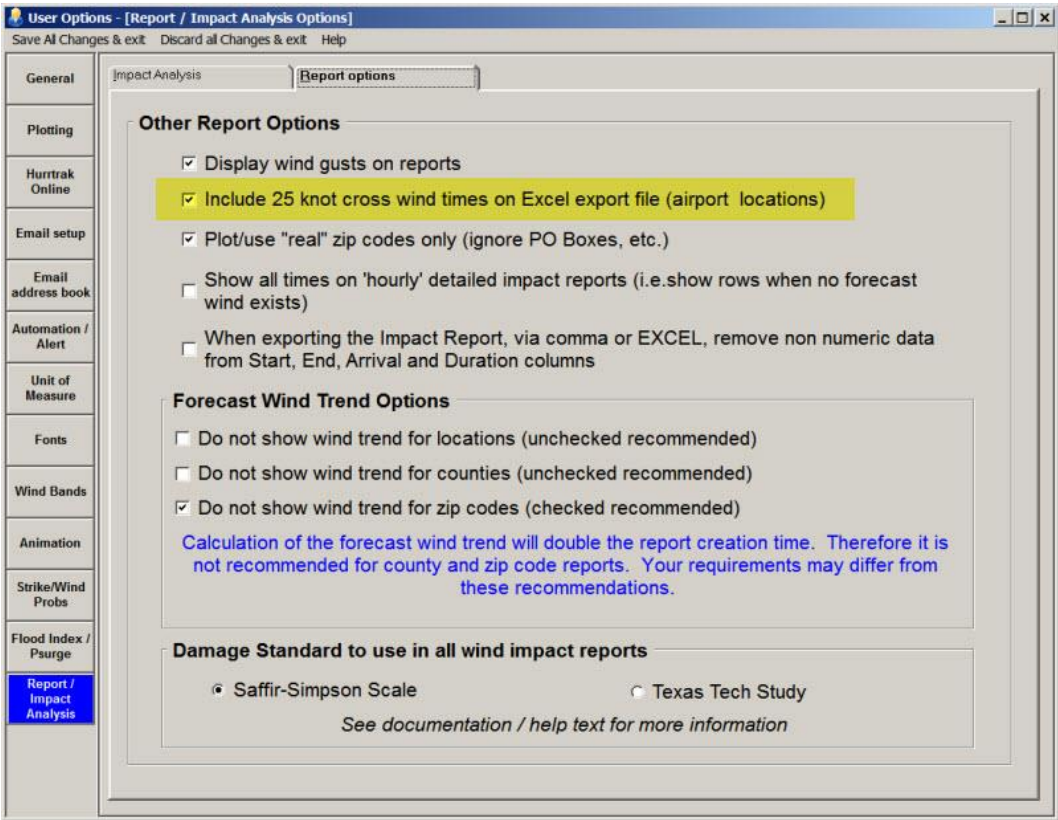 User Options - [Report / Impact Analysis Options]
Save All Changes & exit Discard all Changes & exit Help
General
Plotting
Hurrtrak
Online
Email setup
Email
address book
Automation /
Alert
Unit of
Measure
Fonts
Wind Bands
Animation
Strike/Wind
Probs
Flood Index /
Psurge
Report /
Impact
Analysis
Impact Analysis
Report options
Other Report Options
Display wind gusts on reports
Include 25 knot cross wind times on Excel export file (airport locations)
Plot/use "real" zip codes only (ignore PO Boxes, etc.)
Show all times on 'hourly' detailed impact reports (i.e.show rows when no forecast
wind exists)
When exporting the Impact Report, via comma or EXCEL, remove non numeric data
from Start, End, Arrival and Duration columns
Forecast Wind Trend Options
Do not show wind trend for locations (unchecked recommended)
Do not show wind trend for counties (unchecked recommended)
Do not show wind trend for zip codes (checked recommended)
Calculation of the forecast wind trend will double the report creation time. Therefore it is
not recommended for county and zip code reports. Your requirements may differ from
these recommendations.
Damage Standard to use in all wind impact reports
Saffir-Simpson Scale
Texas Tech Study
See documentation / help text for more information